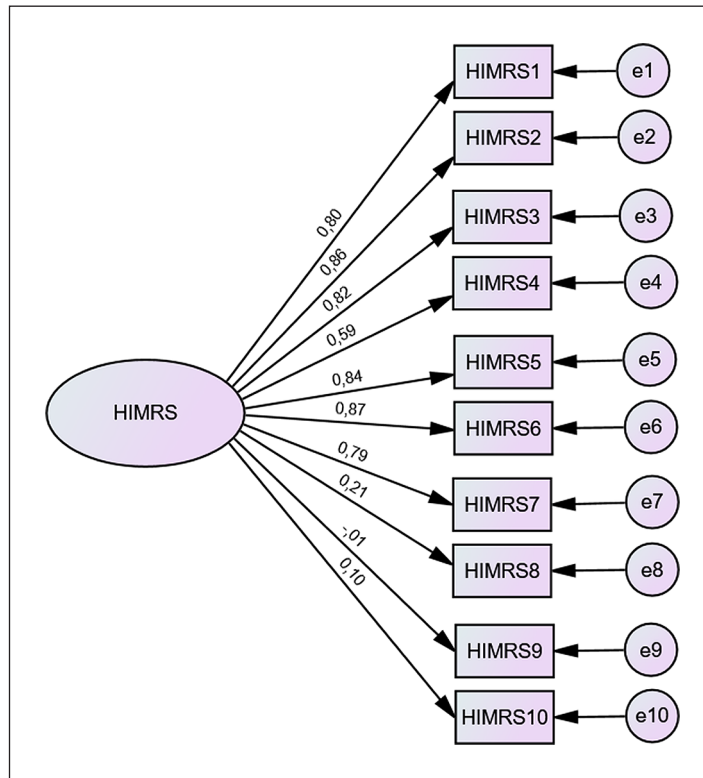 HIMRS
0,80
HIMRS1
e1
0,86
HIMRS2
e2
0,82
HIMRS3
e3
0,59
HIMRS4
e4
0,84
HIMRS5
e5
0,87
HIMRS6
e6
0,79
HIMRS7
e7
0,21
HIMRS8
e8
-,01
HIMRS9
e9
0,10
HIMRS10
e10